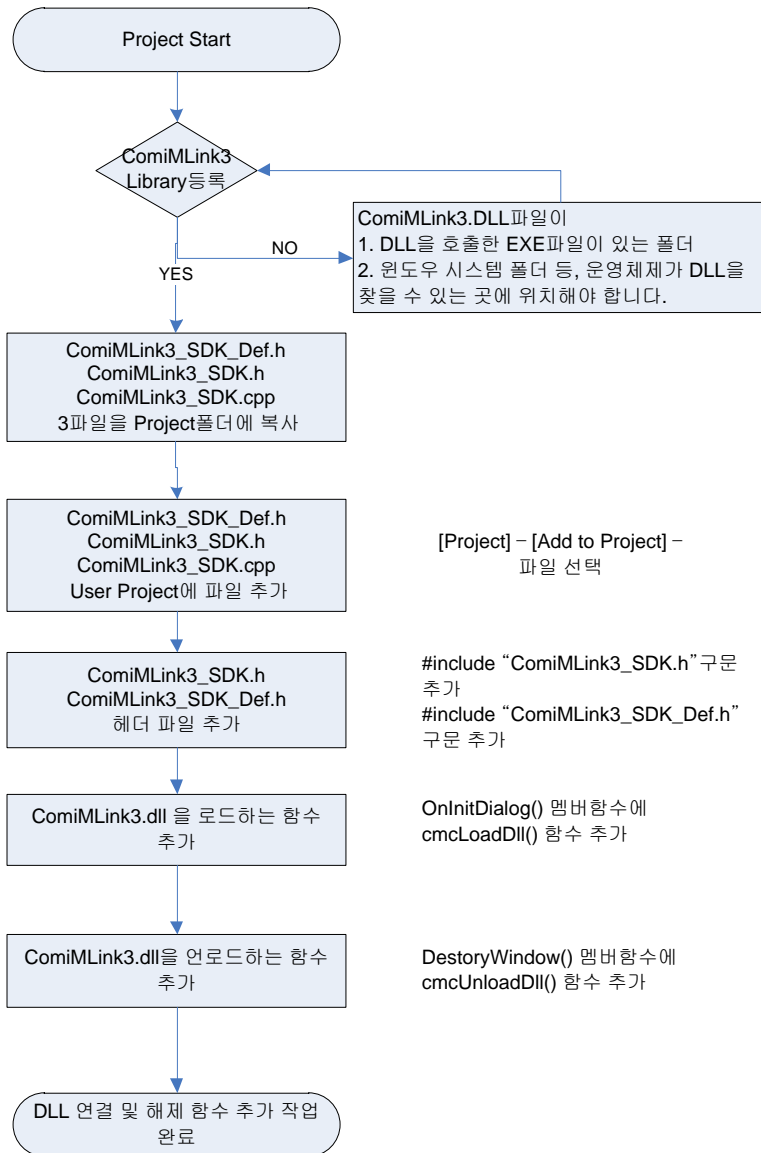 Project Start
ComiMLink3
Library등록
NO
YES
ComiMLink3.DLL파일이
1. DLL을 호출한 EXE파일이 있는 폴더
2. 윈도우 시스템 폴더 등, 운영체제가 DLL을
찾을 수 있는 곳에 위치해야 합니다.
ComiMLink3_SDK_Def.h
ComiMLink3_SDK.h
ComiMLink3_SDK.cpp
3파일을 Project폴더에 복사
ComiMLink3_SDK_Def.h
ComiMLink3_SDK.h
ComiMLink3_SDK.cpp
User Project에 파일 추가
[Project] – [Add to Project] –
파일 선택
ComiMLink3_SDK.h
ComiMLink3_SDK_Def.h
헤더 파일 추가
#include “ComiMLink3_SDK.h”구문
추가
#include “ComiMLink3_SDK_Def.h”
구문 추가
ComiMLink3.dll 을 로드하는 함수
추가
OnInitDialog() 멤버함수에
cmcLoadDll() 함수 추가
ComiMLink3.dll을 언로드하는 함수
추가
DestoryWindow() 멤버함수에
cmcUnloadDll() 함수 추가
DLL 연결 및 해제 함수 추가 작업
완료